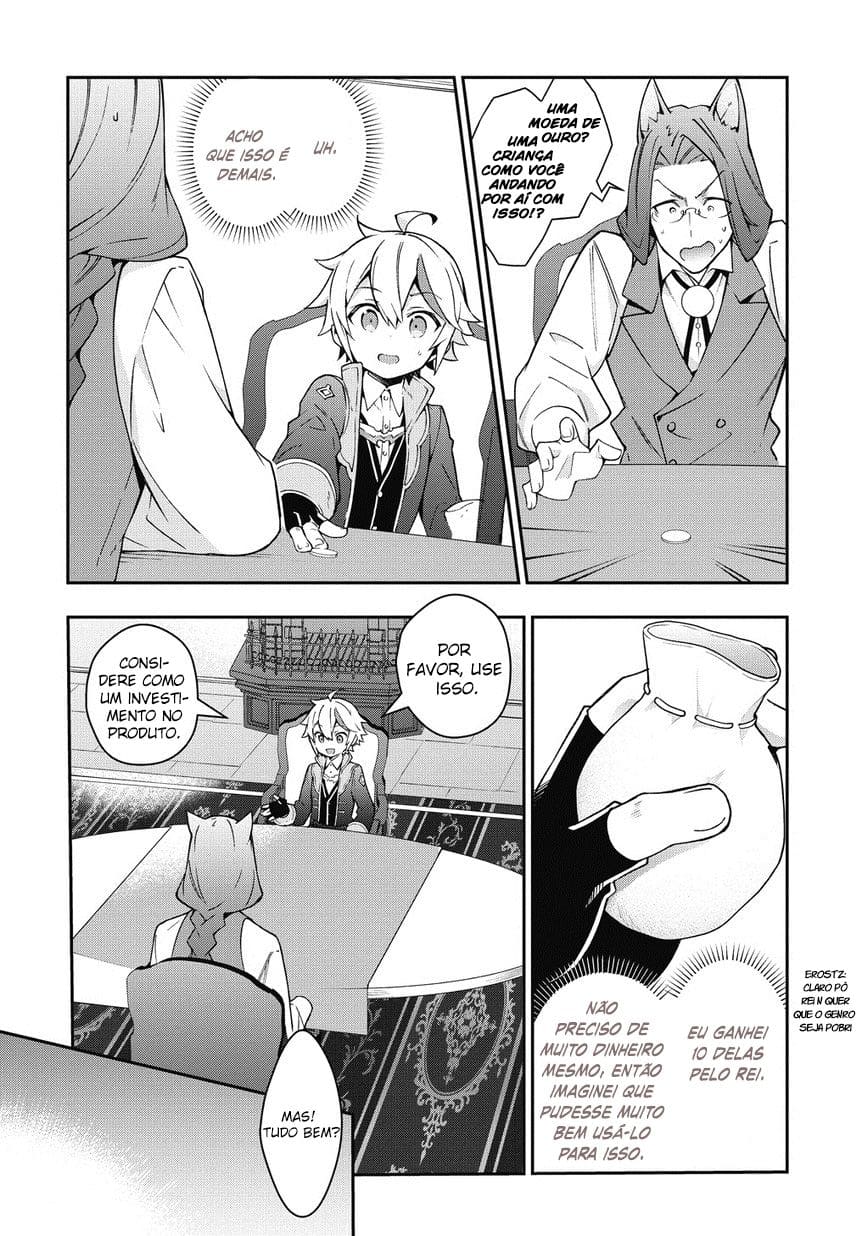 UMA
MOEDA DE
OURO?
UMA
CRIANÇA
COMO VOCÊ
ANDANDO
POR AÍ COM
ISSO!?
UH.
ACHO
QUE ISSO É
DEMAIS.
EU GANHEI
10 DELAS
PELO REI.
NÃO
PRECISO DE
MUITO DINHEIRO
MESMO, ENTÃO
IMAGINEI QUE
PUDESSE MUITO
BEM USÁ-LO
PARA ISSO.
EROSTZ:
CLARO PÔ
REI N QUER
QUE O GENRO
SEJA POBRI
POR
FAVOR, USE
ISSO.
CONSI-
DERE COMO
UM INVESTI-
MENTO NO
PRODUTO.
MAS!
TUDO BEM?